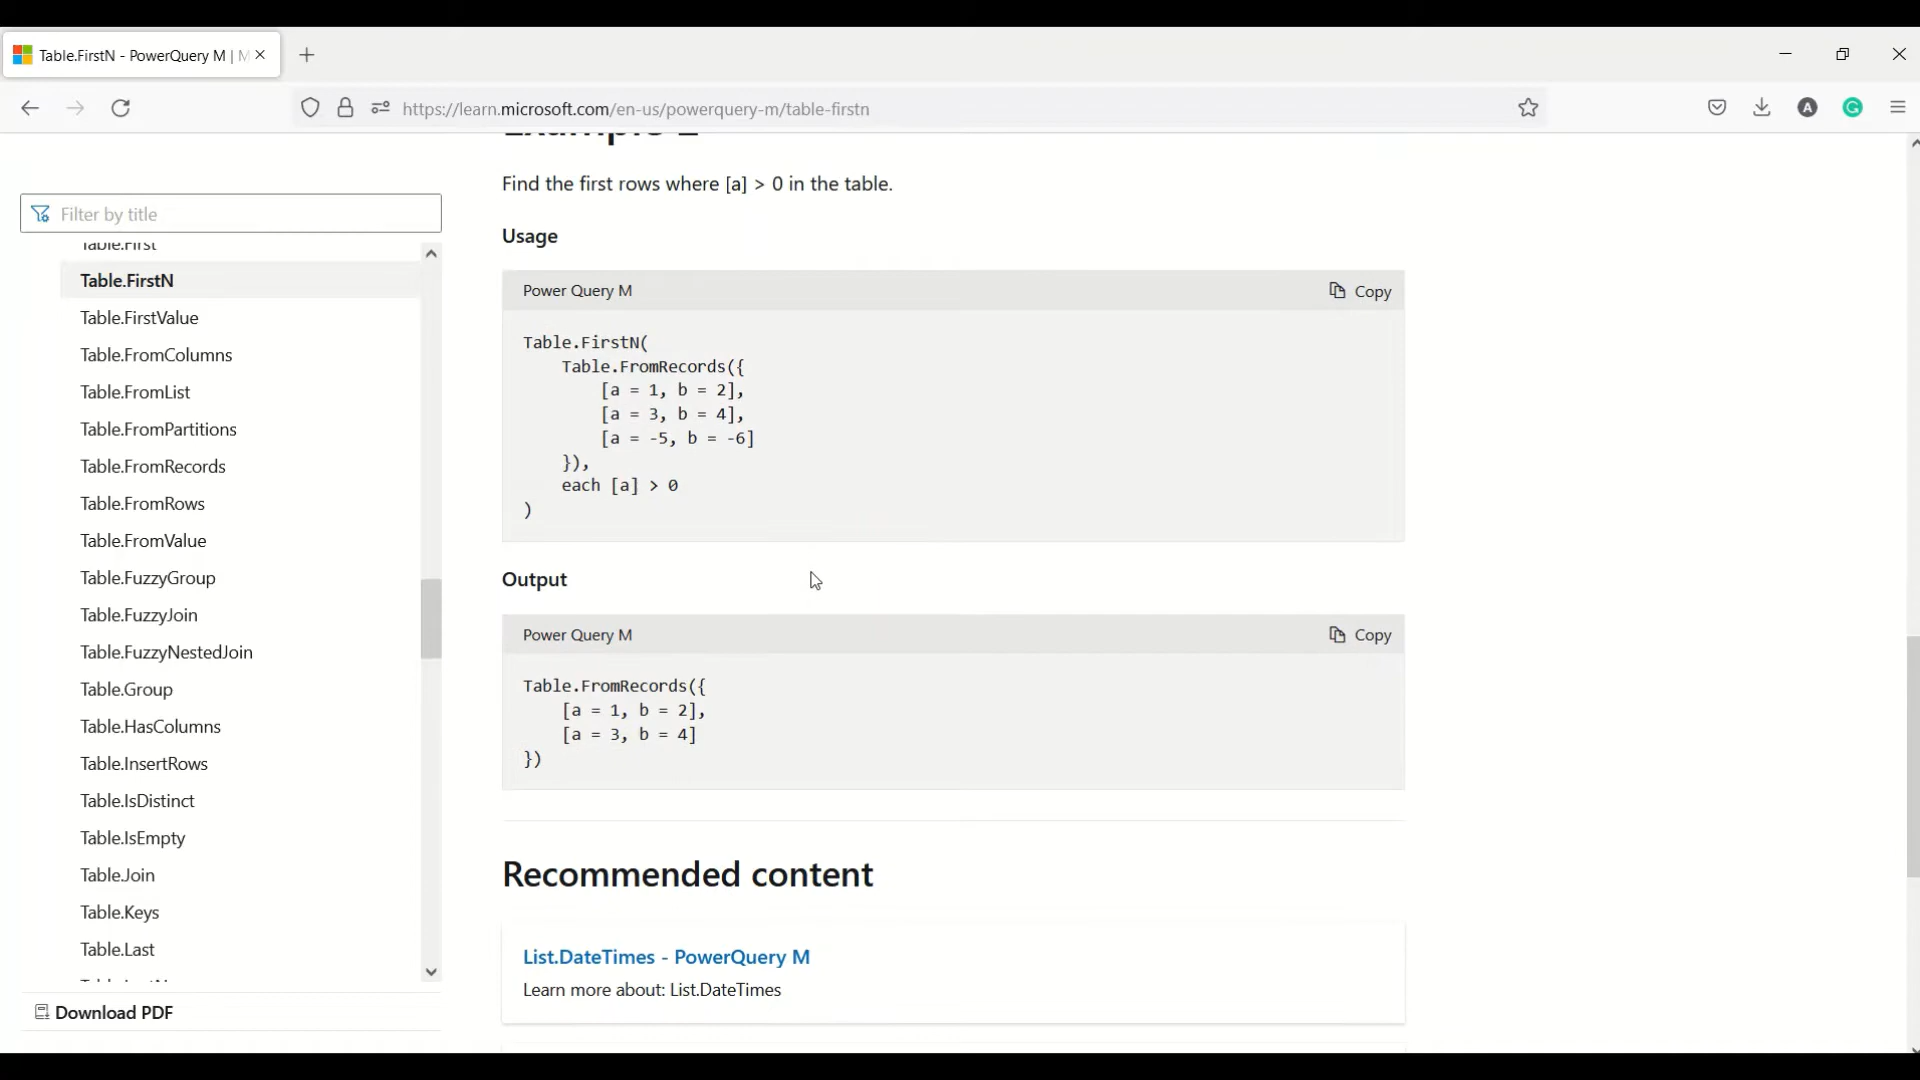 Table.FirstN - PowerQuery M | M
https://learn.microsoft.com/en-us/powerquery-m/table-firstn
Filter by title
Table.First
Table.FirstN
Table.FirstValue
Table.FromColumns
Table.FromList
Table.FromPartitions
Table.FromRecords
Table.FromRows
Table.FromValue
Table.FuzzyGroup
Table.FuzzyJoin
Table.FuzzyNestedJoin
Table.Group
Table.HasColumns
Table.InsertRows
Table.IsDistinct
Table.IsEmpty
Table.Join
Table.Keys
Table.Last
Download PDF
Example 2
Find the first rows where [a] > 0 in the table.
Usage
Power Query M
Copy
Table.FirstN(
Table.FromRecords({
[a = 1, b = 2],
[a = 3, b = 4],
[a = -5, b = -6]
}),
each [a] > 0
)
Output
Power Query M
Copy
Table.FromRecords({
[a = 1, b = 2],
[a = 3, b = 4]
})
Recommended content
List.DateTimes - PowerQuery M
Learn more about: List.DateTimes
A
G